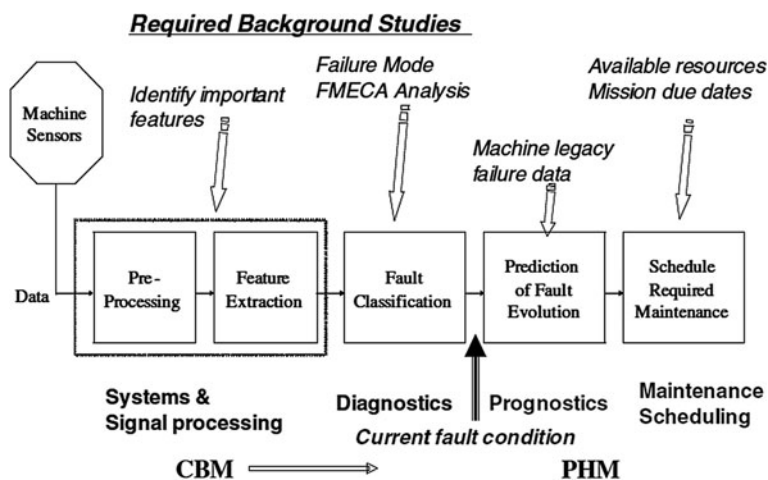 Required Background Studies
Machine
Sensors
Identify important
features
Failure Mode
FMECA Analysis
Machine legacy
failure data
Available resources
Mission due dates
Data
Pre-
Processing
Feature
Extraction
Fault
Classification
Prediction
of Fault
Evolution
Schedule
Required
Maintenance
Systems &
Signal processing
Diagnostics
Prognostics
Current fault condition
Maintenance
Scheduling
CBM
PHM